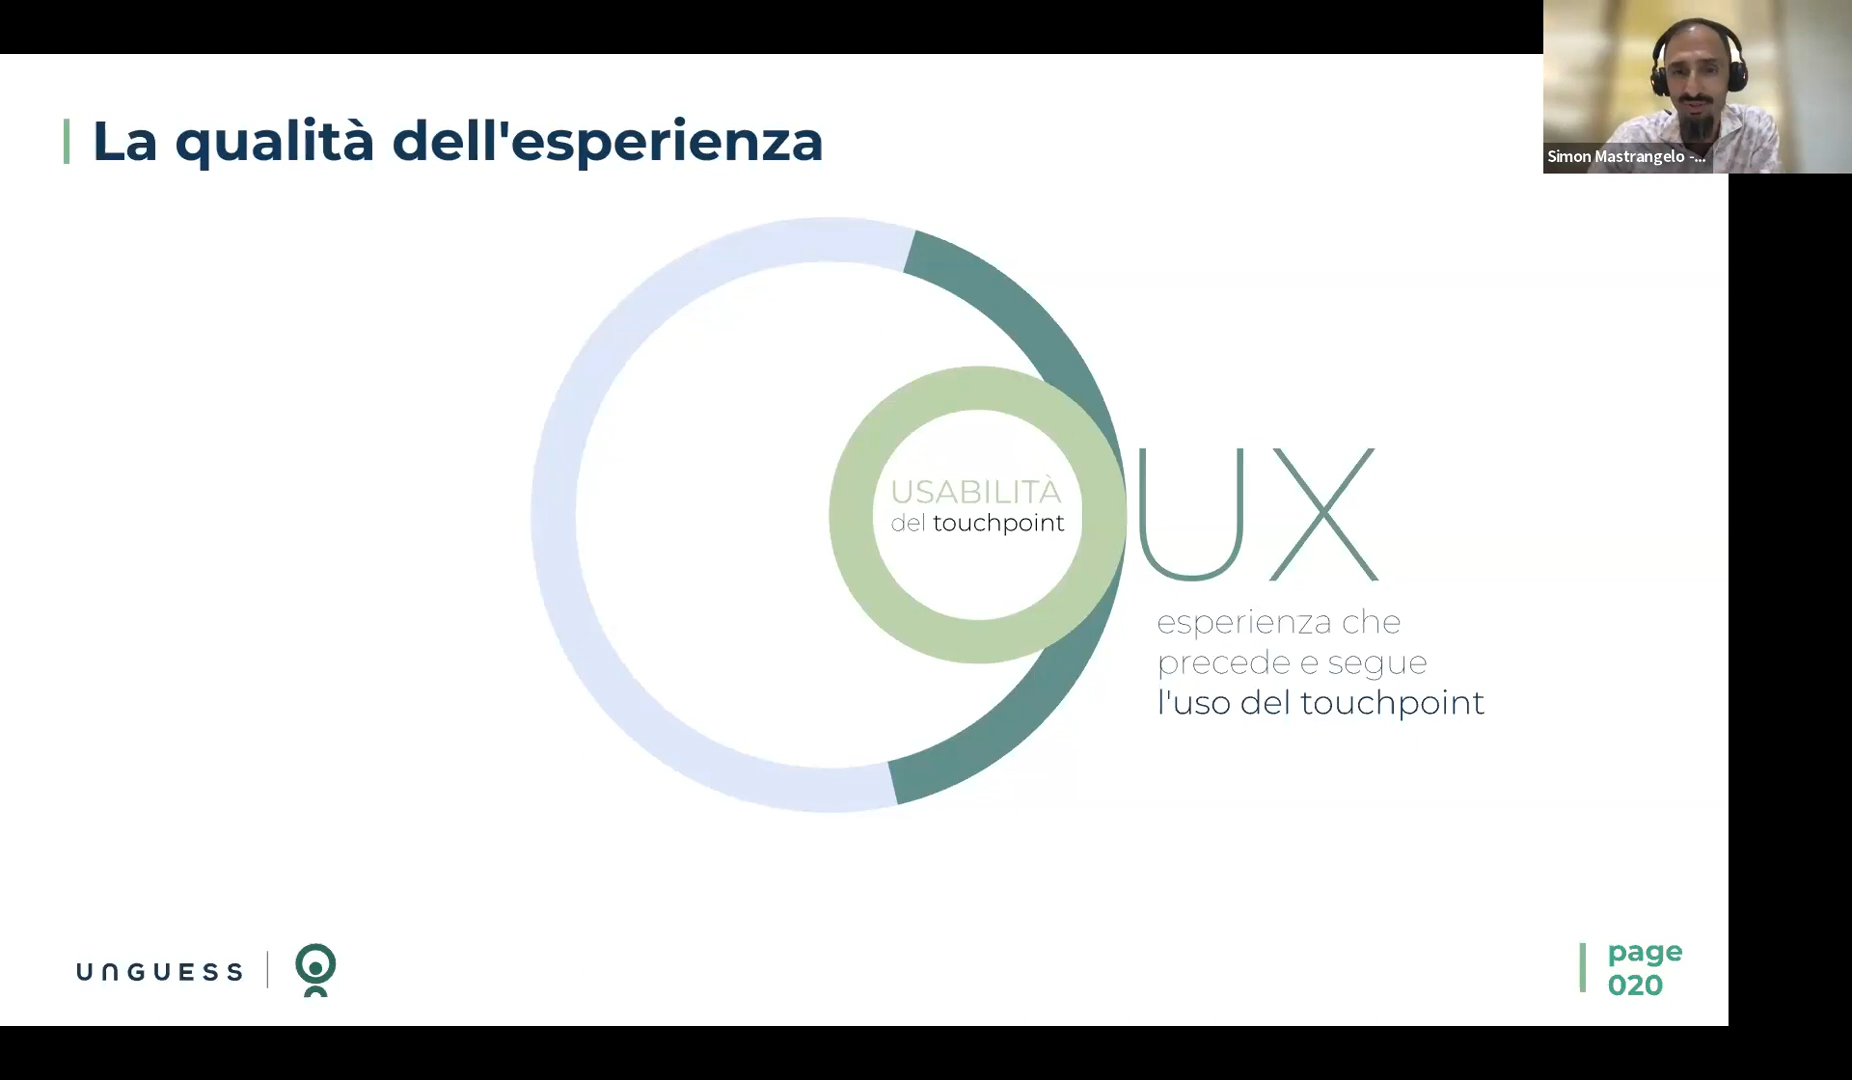 Simon Mastrangelo -...
La qualità dell'esperienza
USABILITÀ
del touchpoint
UX
esperienza che
precede e segue
l'uso del touchpoint
UNGUESS
page
020